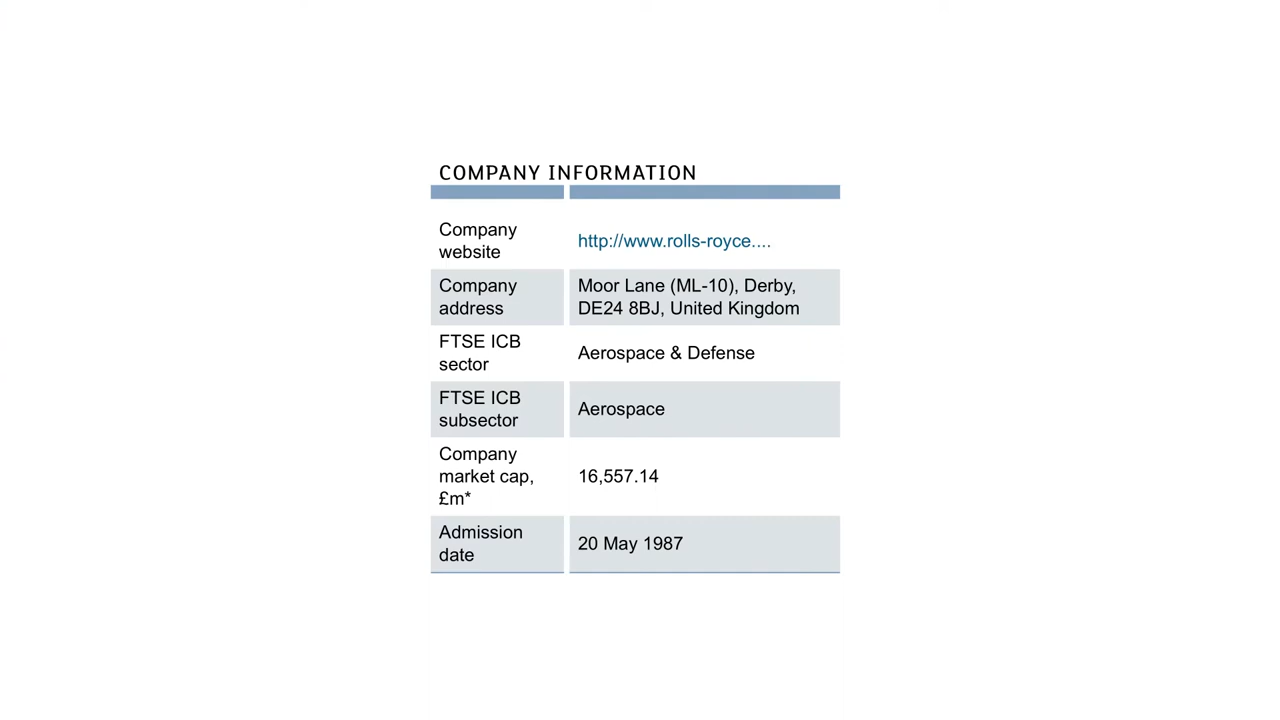 COMPANY INFORMATION
Company
website
http://www.rolls-royce....
Company
address
Moor Lane (ML-10), Derby,
DE24 8BJ, United Kingdom
FTSE ICB
sector
Aerospace & Defense
FTSE ICB
subsector
Aerospace
Company
market cap,
£m*
16,557.14
Admission
date
20 May 1987